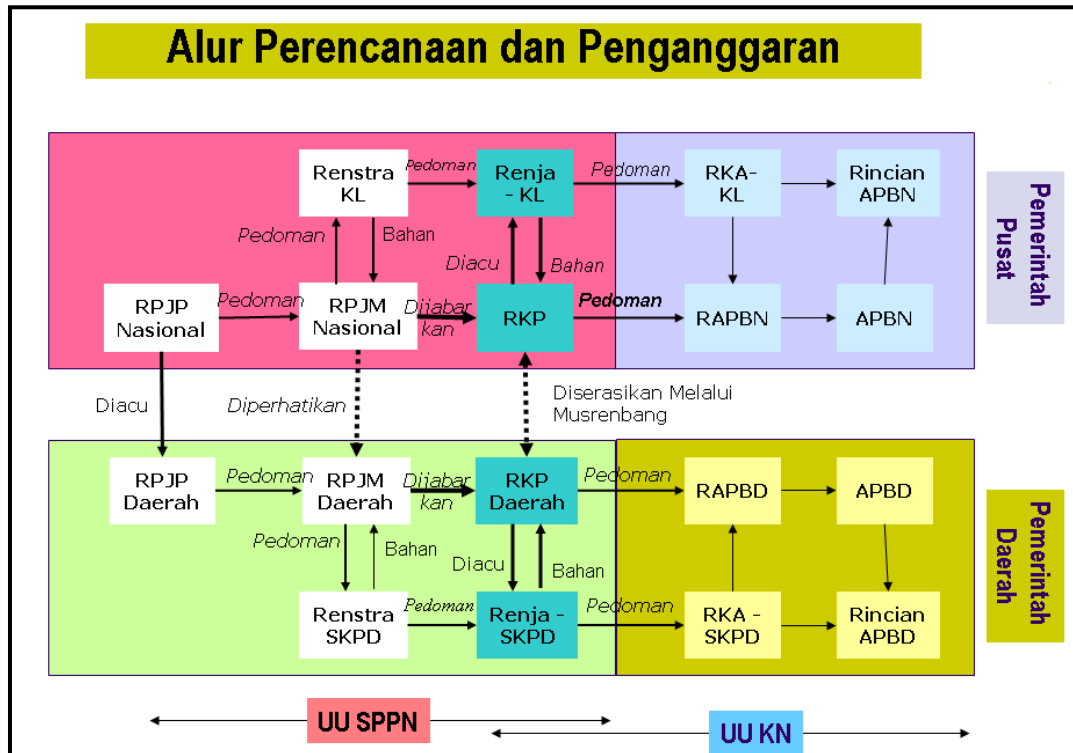 Alur Perencanaan dan Penganggaran
Renstra
KL
Pedoman
Renja
- KL
Pedoman
RKA-
KL
Rincian
APBN
Pemerintah
Pusat
Pedoman
Bahan
Diacu
Bahan
RPJP
Nasional
Pedoman
RPJM
Nasional
Dijabar
kan
RKP
Pedoman
RAPBN
APBN
Diacu
Diperhatikan
Diserasikan Melalui
Musrenbang
RPJP
Daerah
Pedoman
RPJM
Daerah
Dijabar
kan
RKP
Daerah
Pedoman
RAPBD
APBD
Pemerintah
Daerah
Pedoman
Bahan
Diacu
Bahan
Renstra
SKPD
Pedoman
Renja -
SKPD
Pedoman
RKA -
SKPD
Rincian
APBD
UU SPPN
UU KN